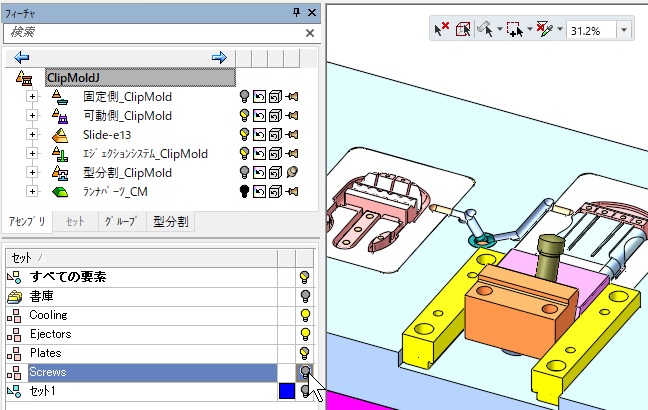 フィーチャ
検索
31.2%
ClipMoldJ
固定側_ClipMold
可動側_ClipMold
Slide-e13
ｴｼﾞｪｸｼｮﾝｼｽﾃﾑ_ClipMold
型分割_ClipMold
ﾗﾝﾅﾊﾟｰﾂ_CM
アセンブリ セット グループ 型分割
セット
すべての要素
書庫
Cooling
Ejectors
Plates
Screws
セット1